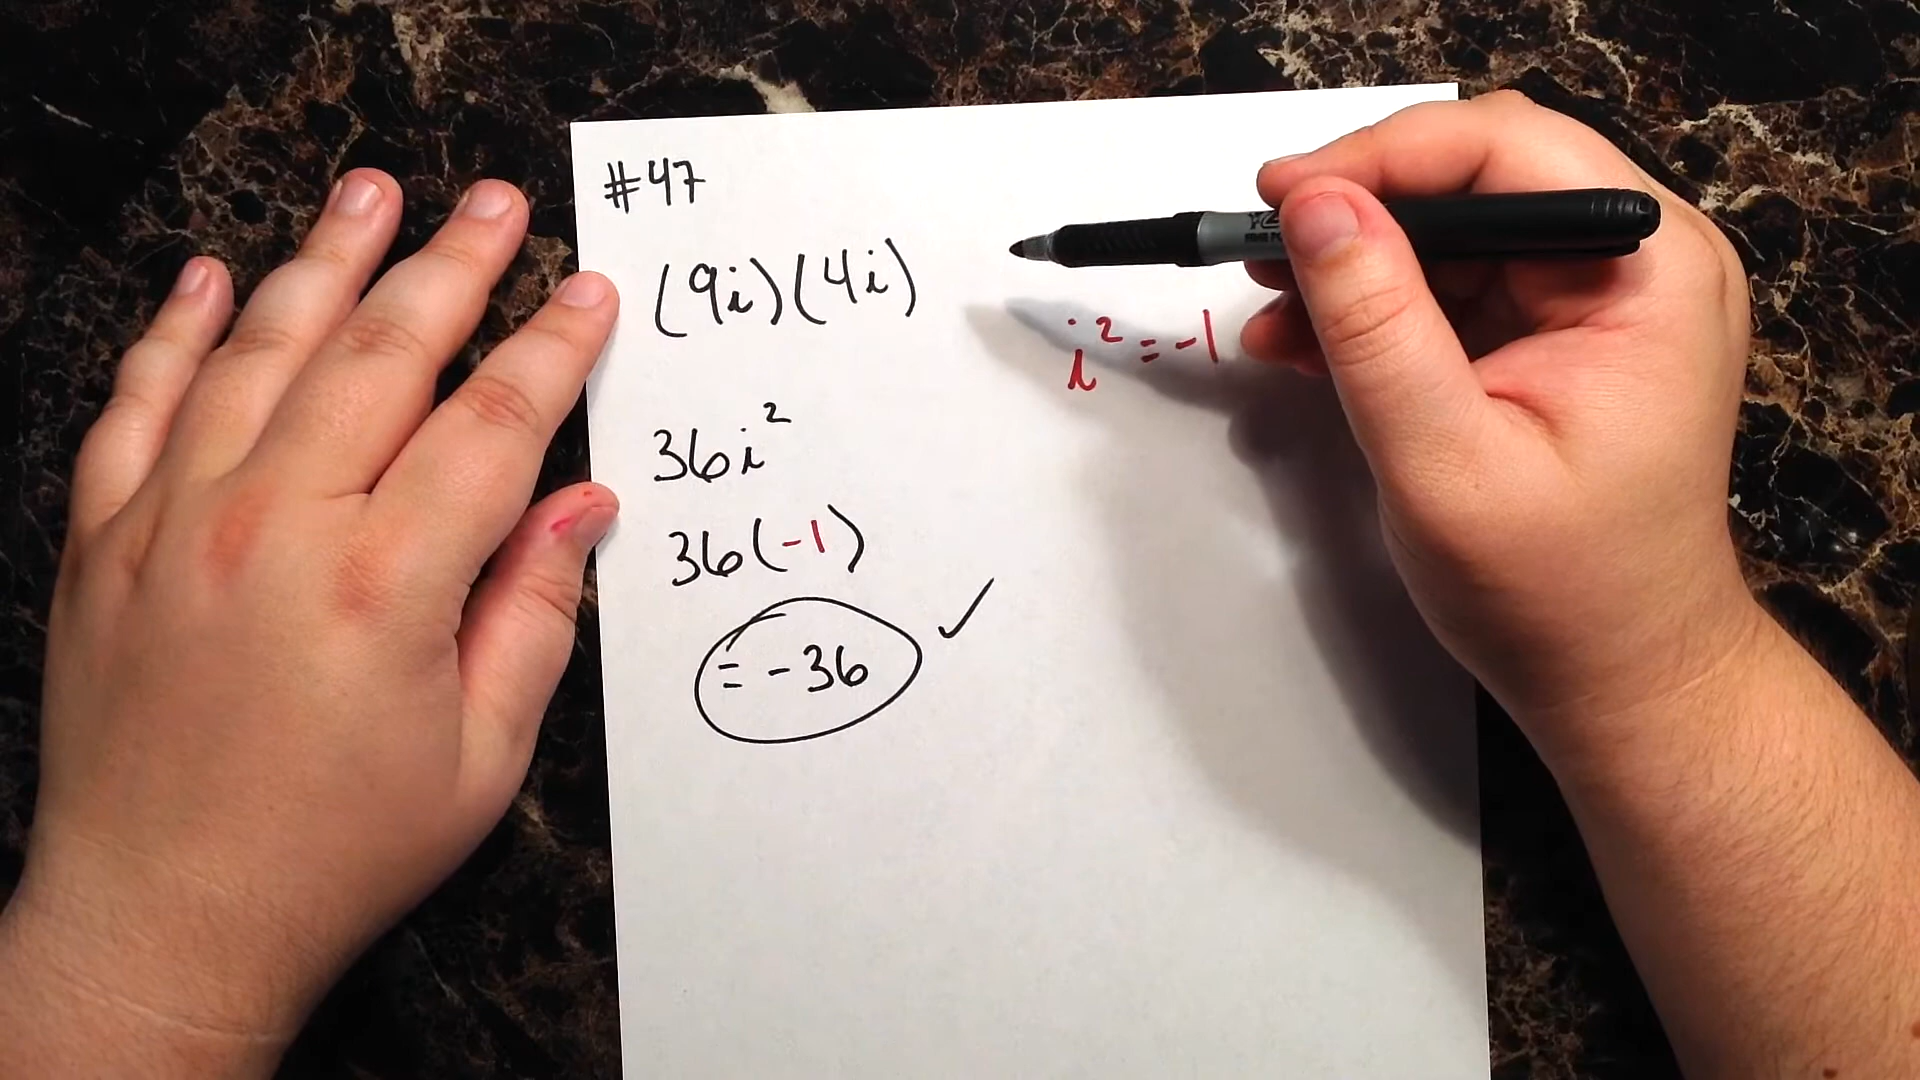 #47
(9i)(4i)
i² = -1
36i²
36(-1)
= -36 ✓